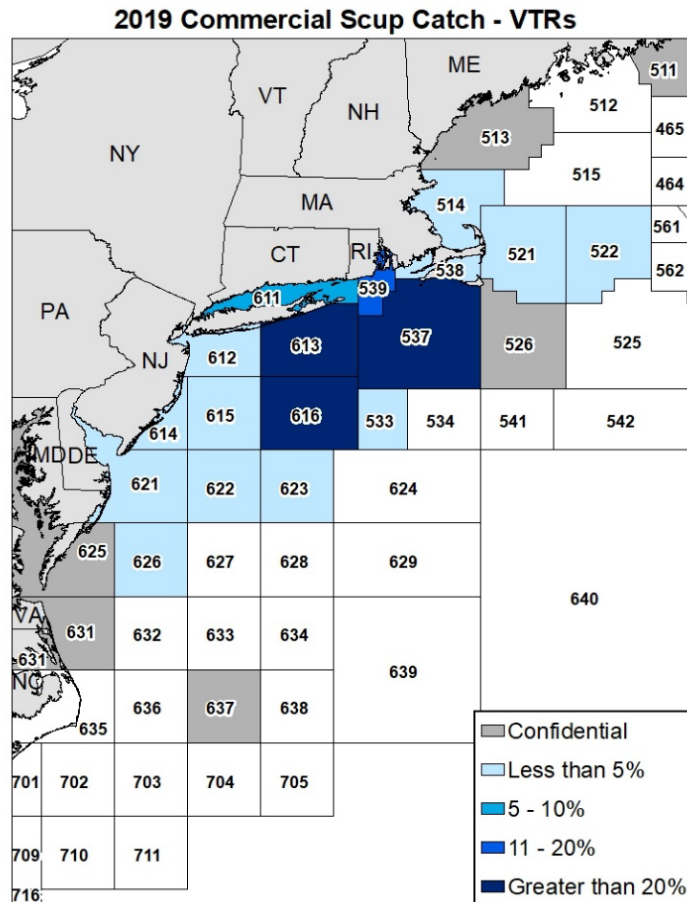 2019 Commercial Scup Catch - VTRs
ME
511
VT
NH
512
513
465
NY
515
464
MA
514
561
521
522
CT
RI
538
562
539
611
PA
613
537
526
525
612
NJ
615
616
533
534
541
542
614
MD
DE
621
622
623
624
625
626
627
628
629
640
VA
631
632
633
634
631
639
NC
636
637
638
635
701
702
703
704
705
709
710
711
716
Confidential
Less than 5%
5 - 10%
11 - 20%
Greater than 20%